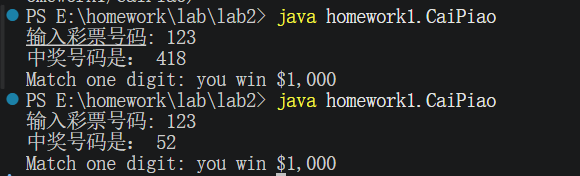 PS E:\homework\lab\lab2> java homework1.CaiPiao
输入彩票号码: 123
中奖号码是： 418
Match one digit: you win $1,000
PS E:\homework\lab\lab2> java homework1.CaiPiao
输入彩票号码: 123
中奖号码是： 52
Match one digit: you win $1,000